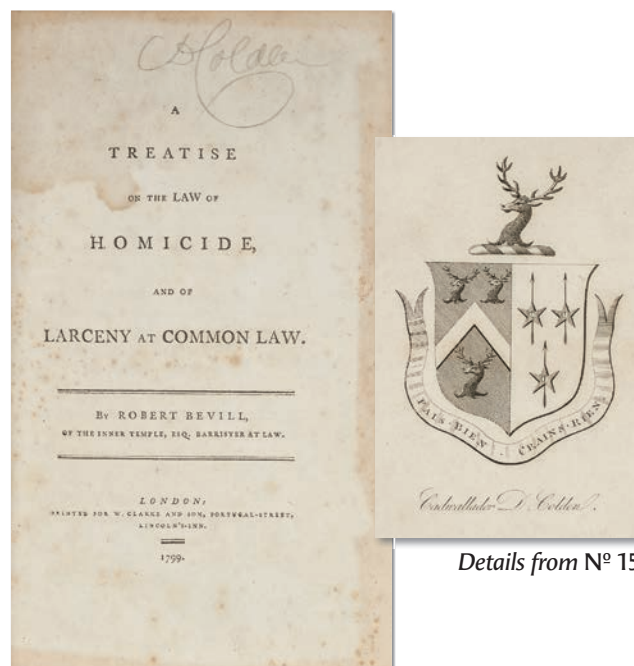 CD Colden
A
TREATISE
ON THE LAW OF
HOMICIDE,
AND OF
LARCENY AT COMMON LAW.
BY ROBERT BEVILL,
OF THE INNER TEMPLE, ESQ. BARRISTER AT LAW.
LONDON:
PRINTED FOR W. CLARKE AND SON, PORTUGAL-STREET,
LINCOLN'S-INN.
1799.
FAIS·BIEN·CRAINS·RIEN
Cadwallader D. Colden.
Details from Nº 15